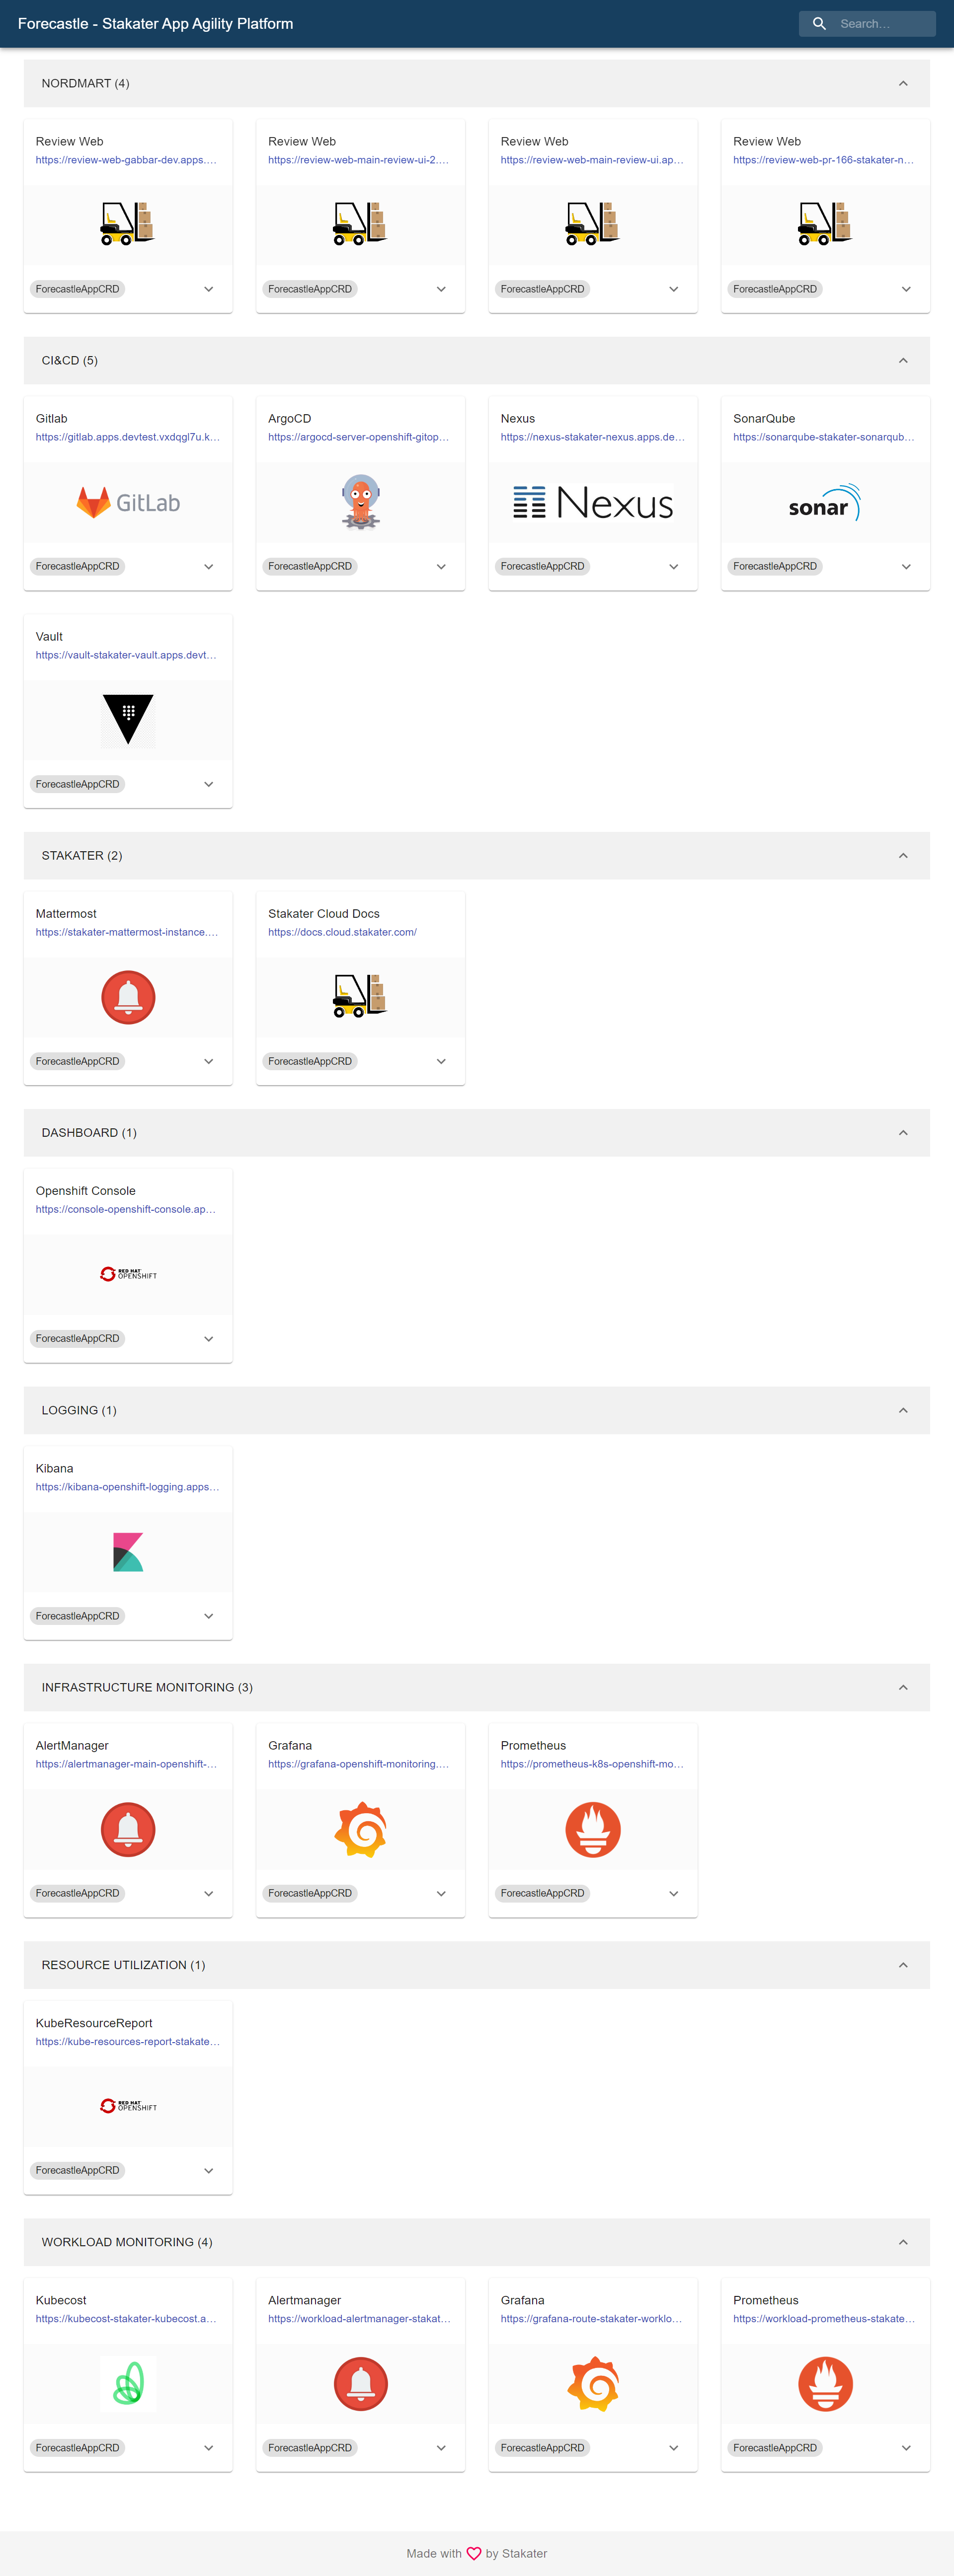 Forecastle - Stakater App Agility Platform
Search…
NORDMART (4)
Review Web
https://review-web-gabbar-dev.apps.…
ForecastleAppCRD
Review Web
https://review-web-main-review-ui-2.…
ForecastleAppCRD
Review Web
https://review-web-main-review-ui.ap…
ForecastleAppCRD
Review Web
https://review-web-pr-166-stakater-n…
ForecastleAppCRD
CI&CD (5)
Gitlab
https://gitlab.apps.devtest.vxdqgl7u.k…
GitLab
ForecastleAppCRD
ArgoCD
https://argocd-server-openshift-gitop…
ForecastleAppCRD
Nexus
https://nexus-stakater-nexus.apps.de…
Nexus
ForecastleAppCRD
SonarQube
https://sonarqube-stakater-sonarqub…
sonar
ForecastleAppCRD
Vault
https://vault-stakater-vault.apps.devt…
ForecastleAppCRD
STAKATER (2)
Mattermost
https://stakater-mattermost-instance.…
ForecastleAppCRD
Stakater Cloud Docs
https://docs.cloud.stakater.com/
ForecastleAppCRD
DASHBOARD (1)
Openshift Console
https://console-openshift-console.ap…
RED HAT
OPENSHIFT
ForecastleAppCRD
LOGGING (1)
Kibana
https://kibana-openshift-logging.apps…
ForecastleAppCRD
INFRASTRUCTURE MONITORING (3)
AlertManager
https://alertmanager-main-openshift-…
ForecastleAppCRD
Grafana
https://grafana-openshift-monitoring.…
ForecastleAppCRD
Prometheus
https://prometheus-k8s-openshift-mo…
ForecastleAppCRD
RESOURCE UTILIZATION (1)
KubeResourceReport
https://kube-resources-report-stakate…
RED HAT
OPENSHIFT
ForecastleAppCRD
WORKLOAD MONITORING (4)
Kubecost
https://kubecost-stakater-kubecost.a…
ForecastleAppCRD
Alertmanager
https://workload-alertmanager-stakat…
ForecastleAppCRD
Grafana
https://grafana-route-stakater-worklo…
ForecastleAppCRD
Prometheus
https://workload-prometheus-stakate…
ForecastleAppCRD
Made with by Stakater